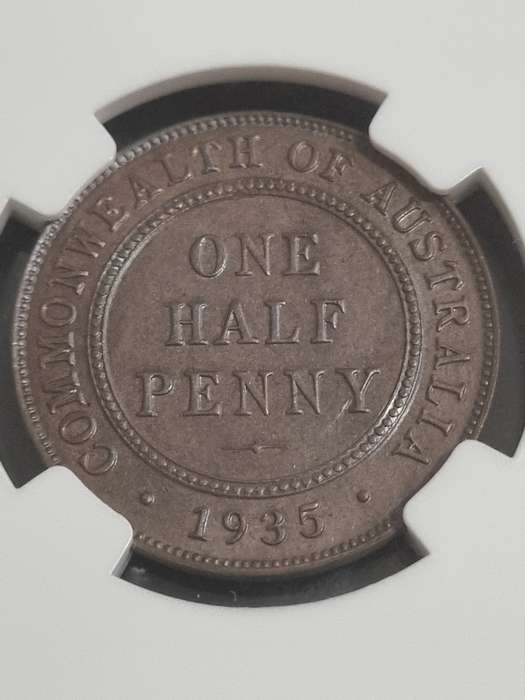 COMMONWEALTH OF AUSTRALIA
ONE
HALF
PENNY
· 1935 ·